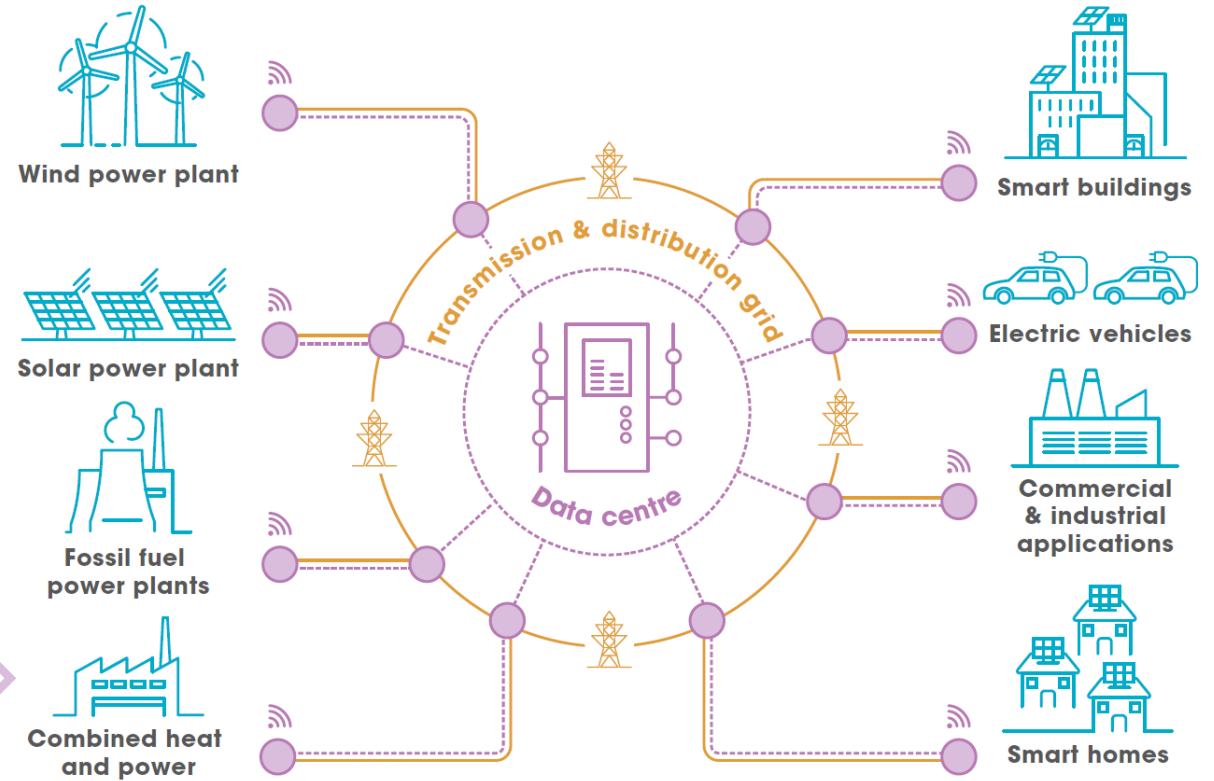 Wind power plant
Solar power plant
Fossil fuel
power plants
Combined heat
and power
Transmission & distribution grid
Data centre
Smart buildings
Electric vehicles
Commercial
& industrial
applications
Smart homes